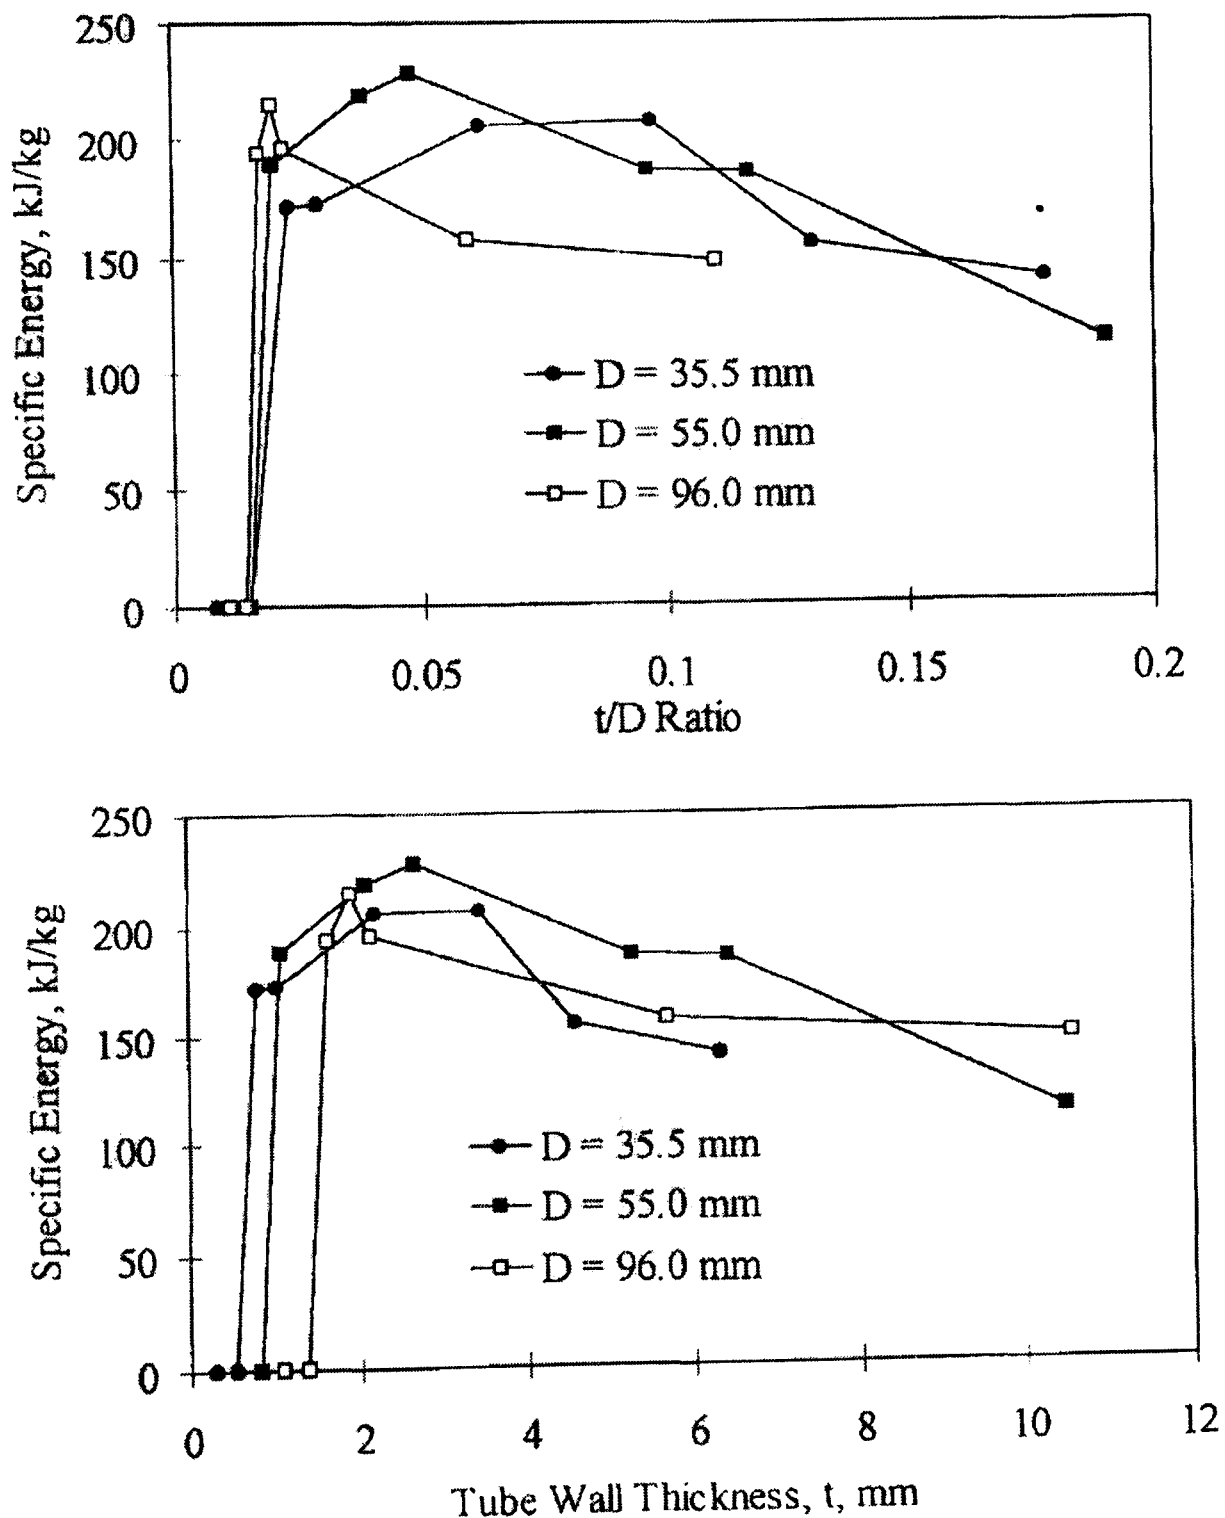 250
200
150
100
50
0
Specific Energy, kJ/kg
D = 35.5 mm
D = 55.0 mm
D = 96.0 mm
0 0.05 0.1 0.15 0.2
t/D Ratio
250
200
150
100
50
0
Specific Energy, kJ/kg
D = 35.5 mm
D = 55.0 mm
D = 96.0 mm
0 2 4 6 8 10 12
Tube Wall Thickness, t, mm